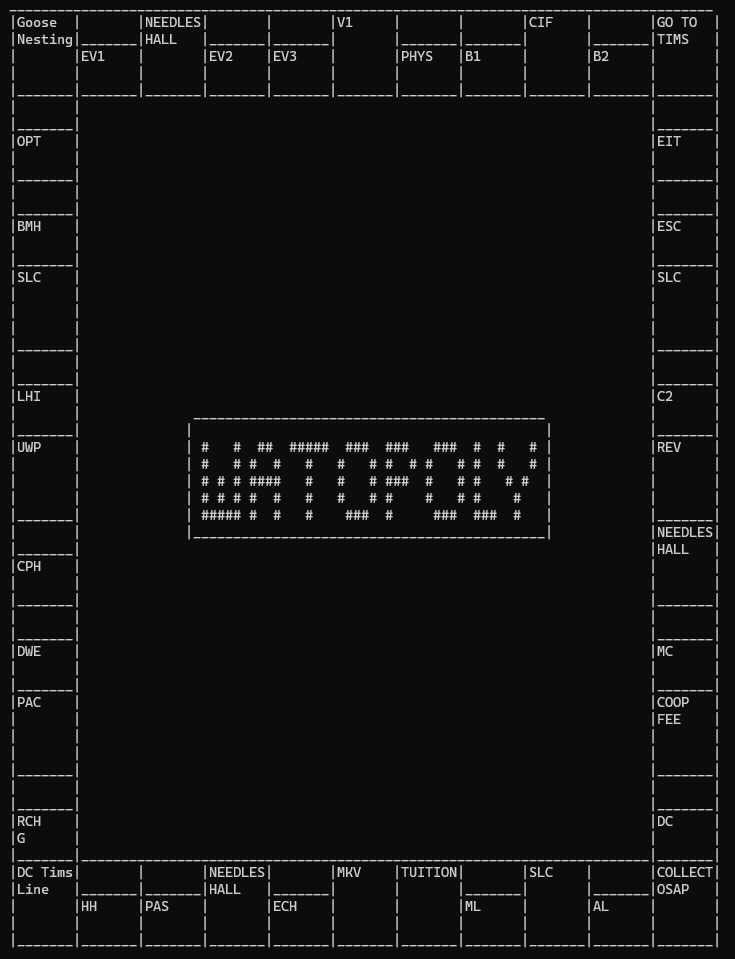 Goose NEEDLES V1 CIF GO TO
Nesting HALL TIMS
EV1 EV2 EV3 PHYS B1 B2
OPT EIT
BMH ESC
SLC SLC
LHI C2
UWP REV
WATOPOLY
NEEDLES
HALL
CPH
DWE MC
PAC COOP
FEE
RCH DC
G
DC Tims NEEDLES MKV TUITION SLC COLLECT
Line HALL OSAP
HH PAS ECH ML AL